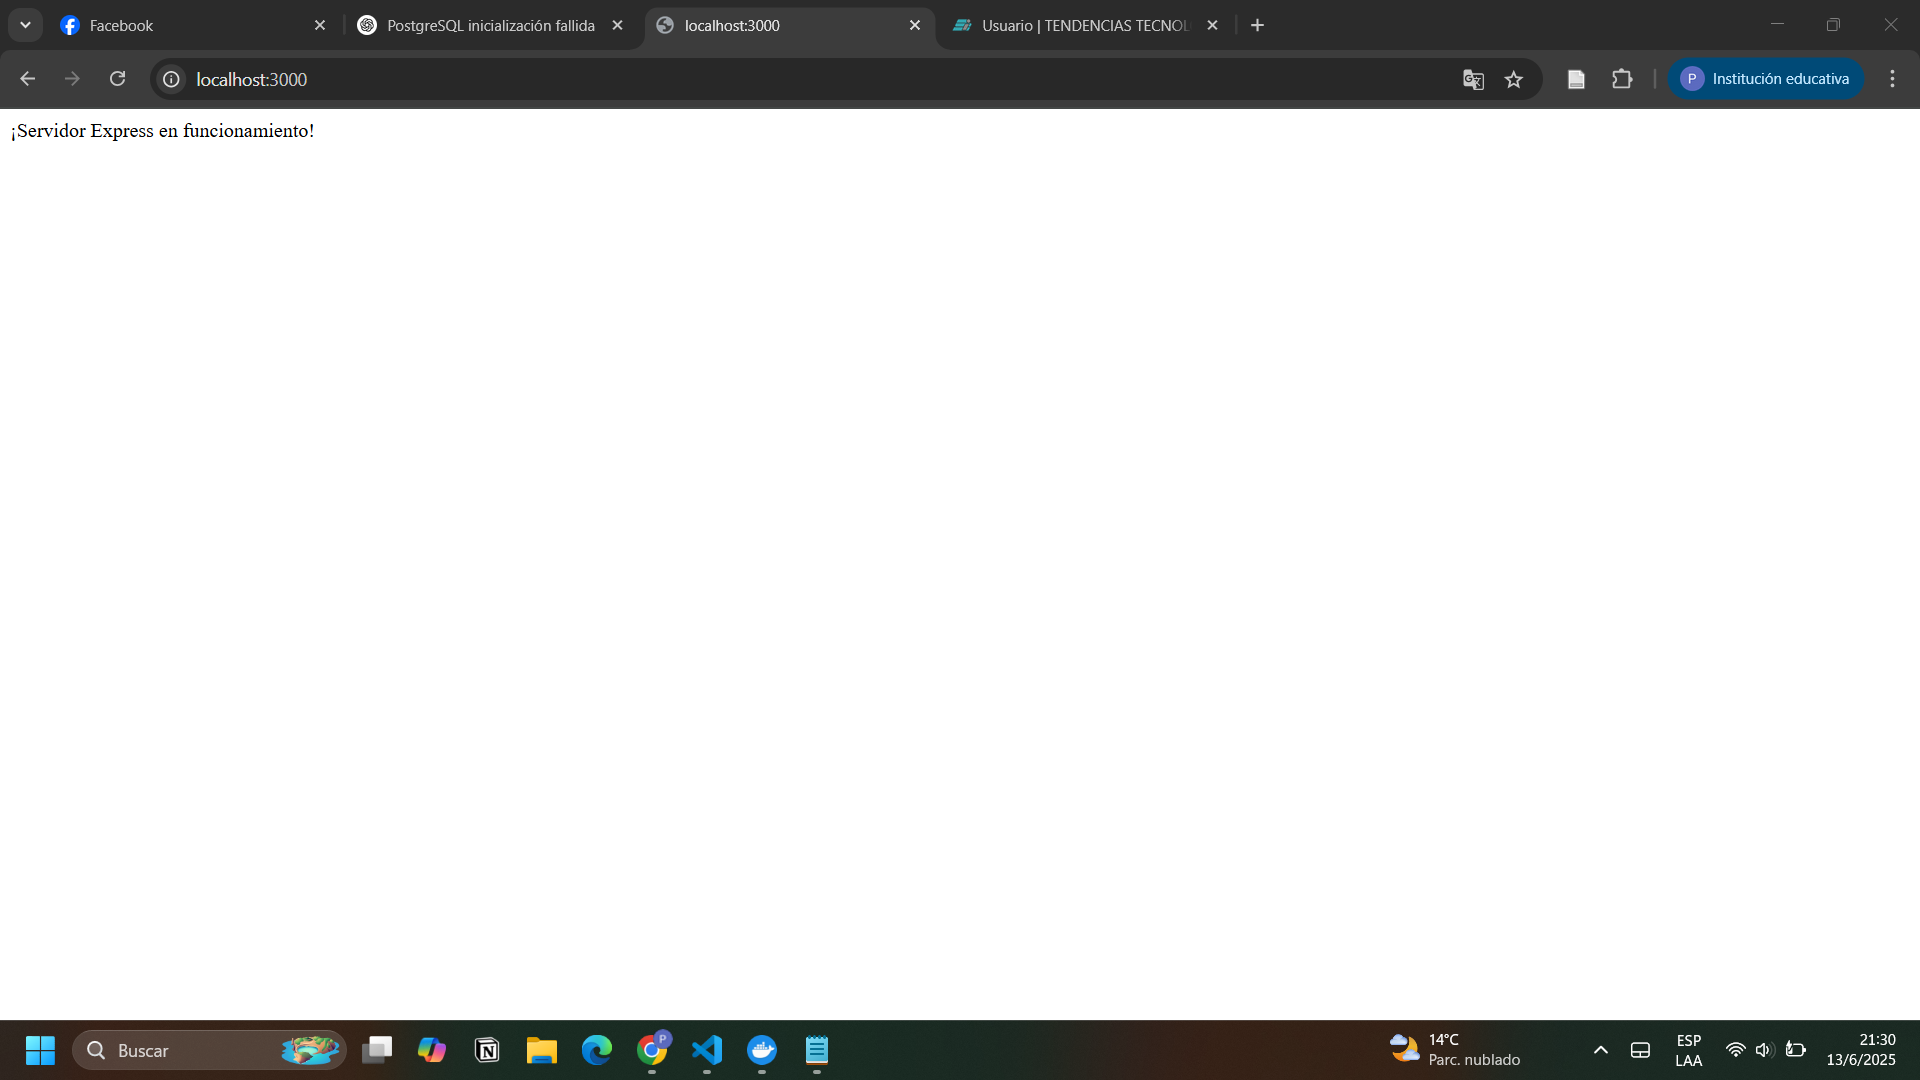 Facebook
PostgreSQL inicialización fallida
localhost:3000
Usuario | TENDENCIAS TECNOL
localhost:3000
P
Institución educativa
¡Servidor Express en funcionamiento!
Buscar
P
14°C
Parc. nublado
ESP
LAA
21:30
13/6/2025